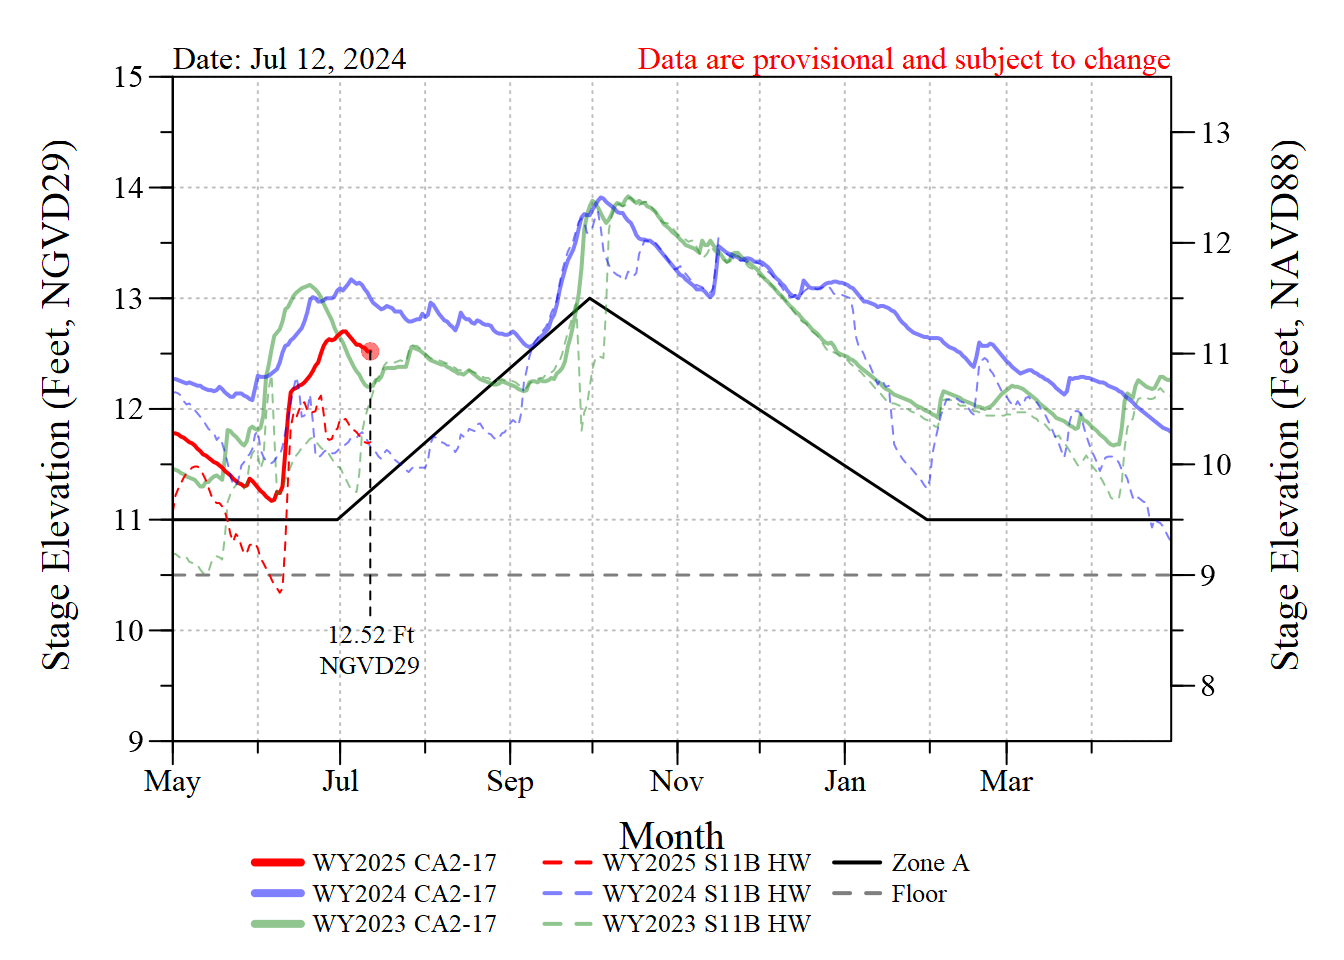 Date: Jul 12, 2024
Data are provisional and subject to change
Stage Elevation (Feet, NGVD29)
15
14
13
12
11
10
9
12.52 Ft
NGVD29
13
12
11
10
9
8
Stage Elevation (Feet, NAVD88)
May Jul Sep Nov Jan Mar
Month
WY2025 CA2-17 WY2025 S11B HW Zone A
WY2024 CA2-17 WY2024 S11B HW Floor
WY2023 CA2-17 WY2023 S11B HW